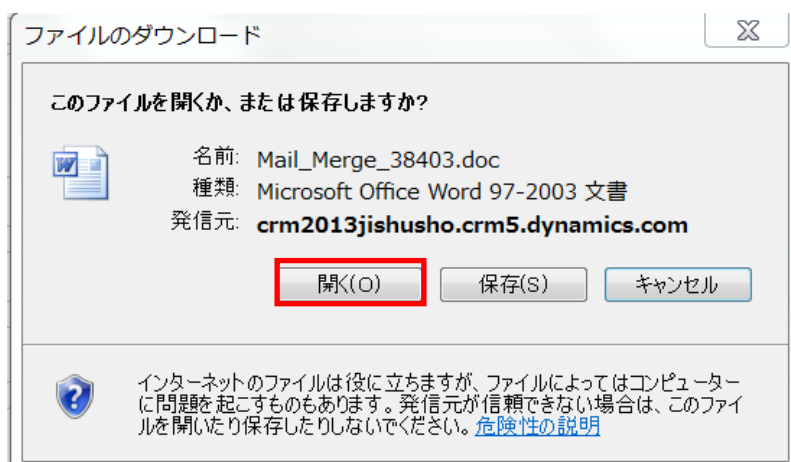 ファイルのダウンロード
このファイルを開くか、または保存しますか?
名前: Mail_Merge_38403.doc
種類: Microsoft Office Word 97-2003 文書
発信元: crm2013jishusho.crm5.dynamics.com
開く(O) 保存(S) キャンセル
インターネットのファイルは役に立ちますが、ファイルによってはコンピューター
に問題を起こすものもあります。発信元が信頼できない場合は、このファイ
ルを開いたり保存したりしないでください。危険性の説明